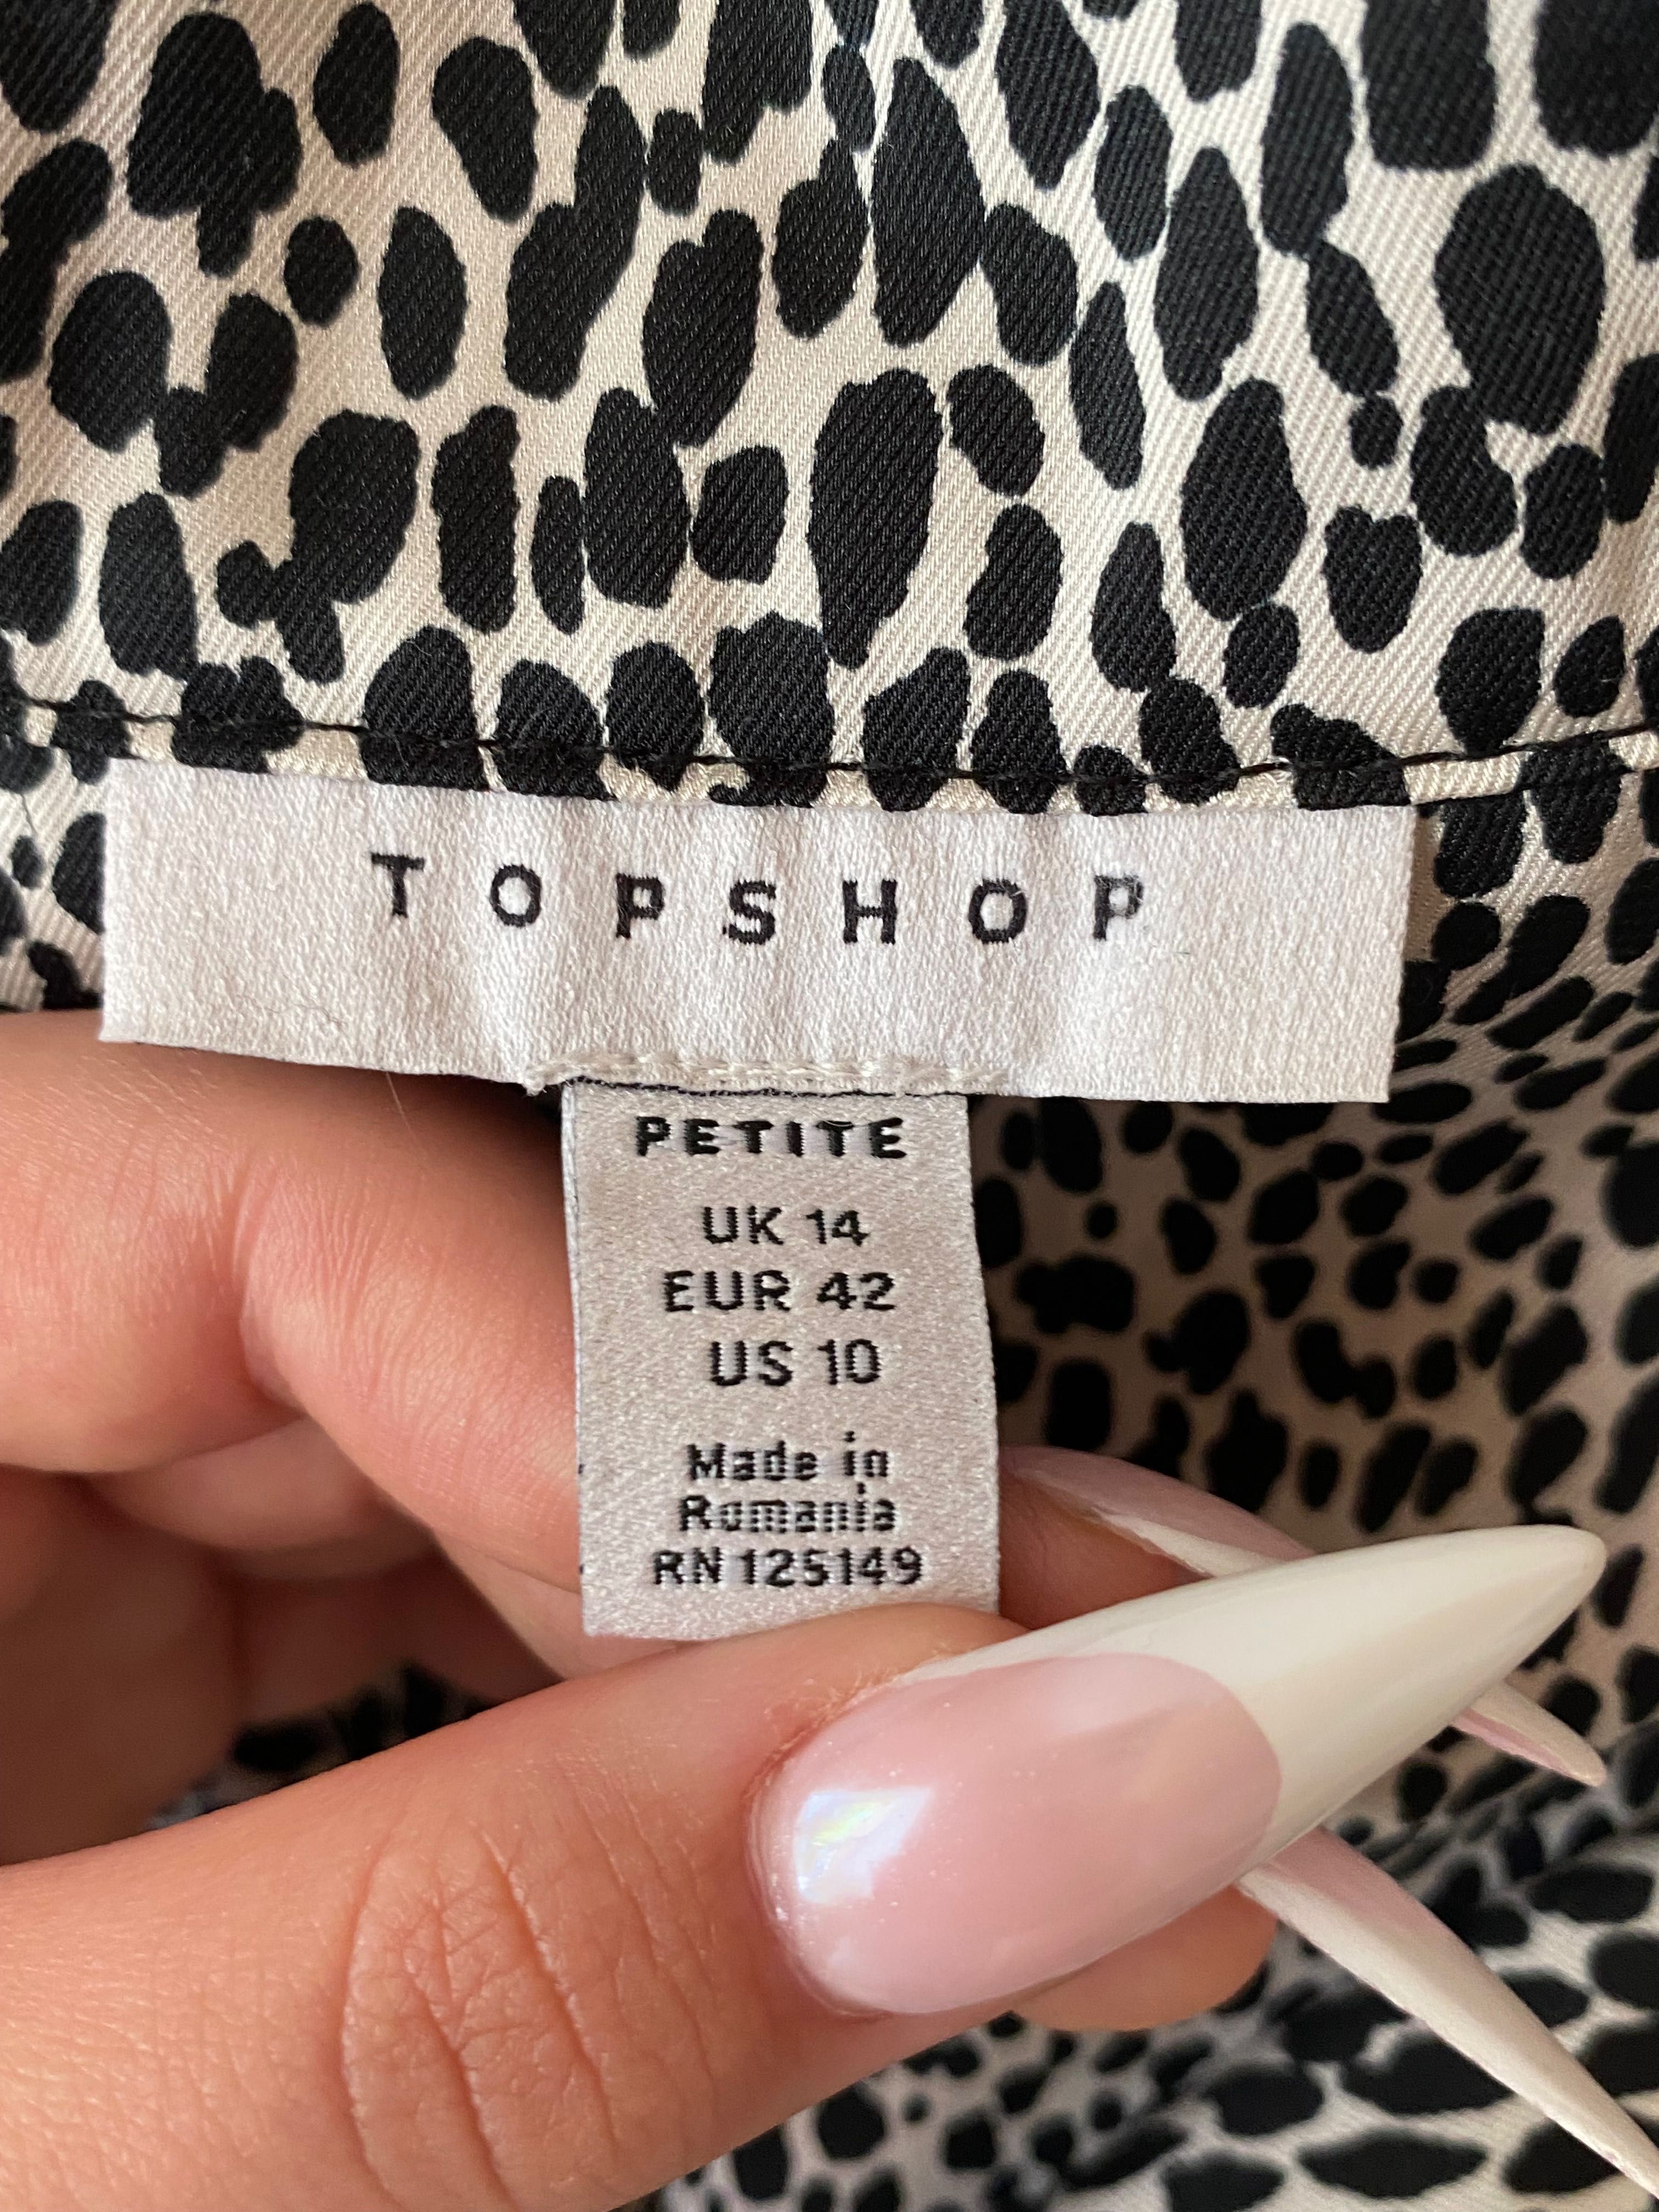 TOPSHOP
PETITE
UK 14
EUR 42
US 10
Made in
Romania
RN 125149